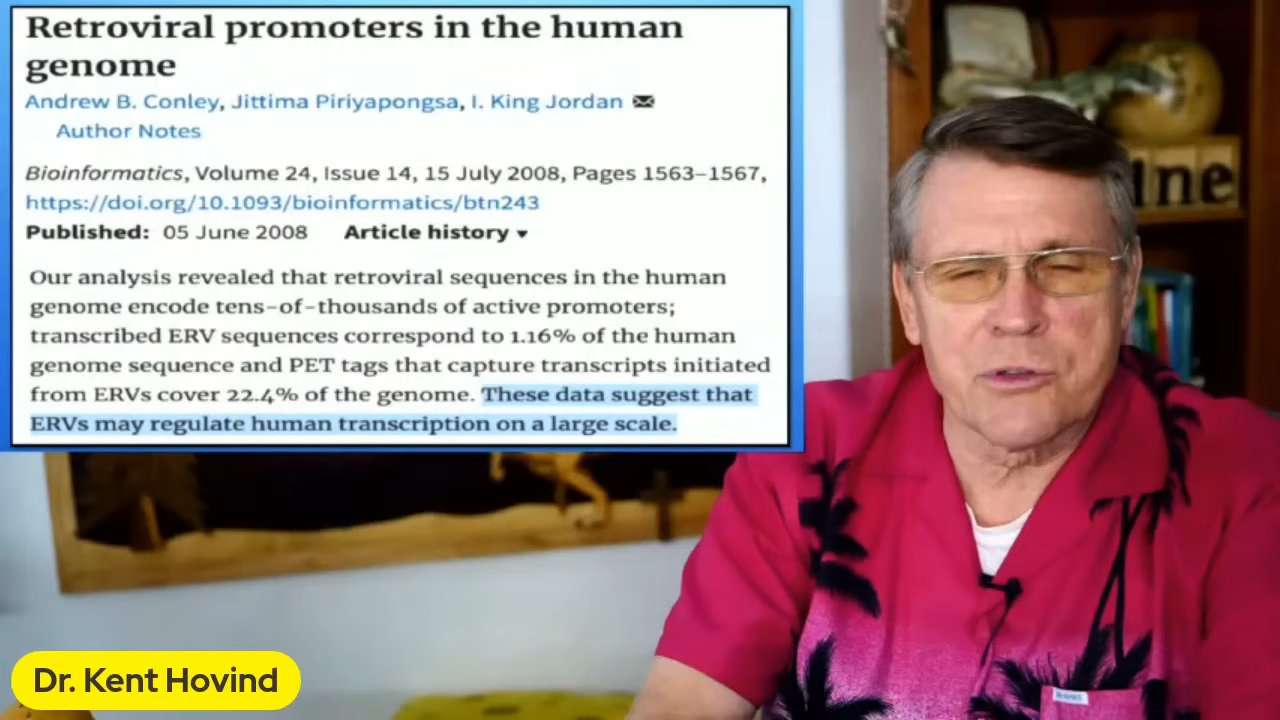 Retroviral promoters in the human
genome
Andrew B. Conley, Jittima Piriyapongsa, I. King Jordan
Author Notes
Bioinformatics, Volume 24, Issue 14, 15 July 2008, Pages 1563–1567,
https://doi.org/10.1093/bioinformatics/btn243
Published: 05 June 2008 Article history
Our analysis revealed that retroviral sequences in the human
genome encode tens-of-thousands of active promoters;
transcribed ERV sequences correspond to 1.16% of the human
genome sequence and PET tags that capture transcripts initiated
from ERVs cover 22.4% of the genome. These data suggest that
ERVs may regulate human transcription on a large scale.
Dr. Kent Hovind